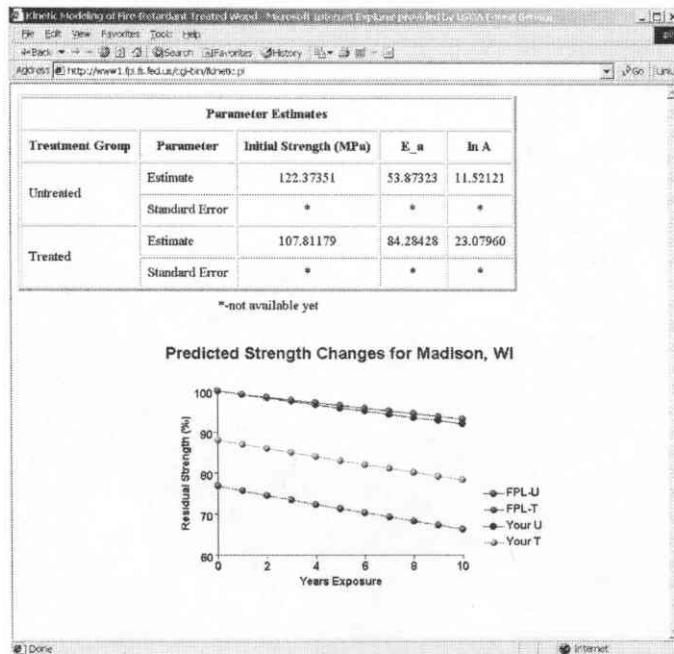 Kinetic Modeling of Fire-Retardant Treated Wood - Microsoft Internet Explorer provided by USDA Forest Service
File Edit View Favorites Tools Help
Back Search Favorites History
Address http://www1.fpl.fs.fed.us/cgi-bin/fkinetic.pl Go Links
Parameter Estimates
Treatment Group Parameter Initial Strength (MPa) E_a ln A
Untreated Estimate 122.37351 53.87323 11.52121
Standard Error * * *
Treated Estimate 107.81179 84.28428 23.07960
Standard Error * * *
*-not available yet
Predicted Strength Changes for Madison, WI
Residual Strength (%)
100
90
80
70
60
0 2 4 6 8 10
Years Exposure
FPL-U
FPL-T
Your U
Your T
Done Internet